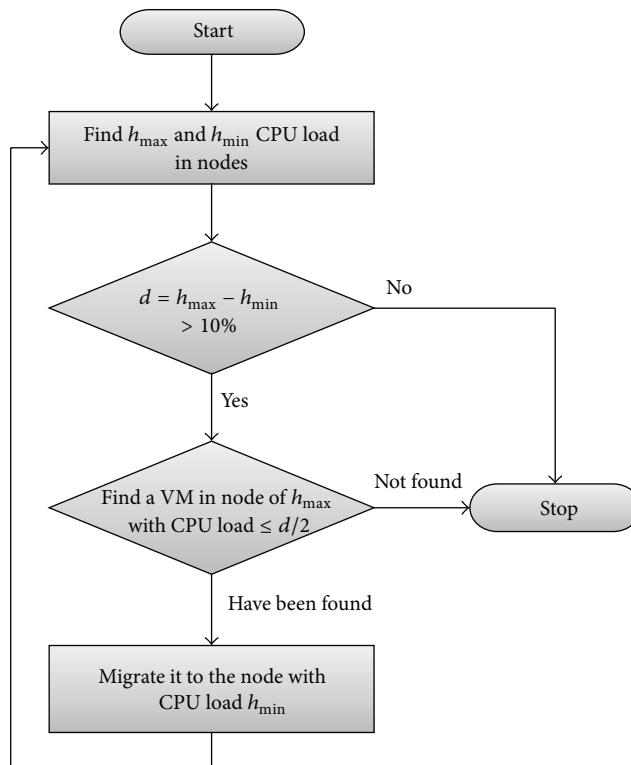 Start
Find h_max and h_min CPU load
in nodes
d = h_max − h_min
> 10%
No
Yes
Find a VM in node of h_max
with CPU load ≤ d/2
Not found
Stop
Have been found
Migrate it to the node with
CPU load h_min